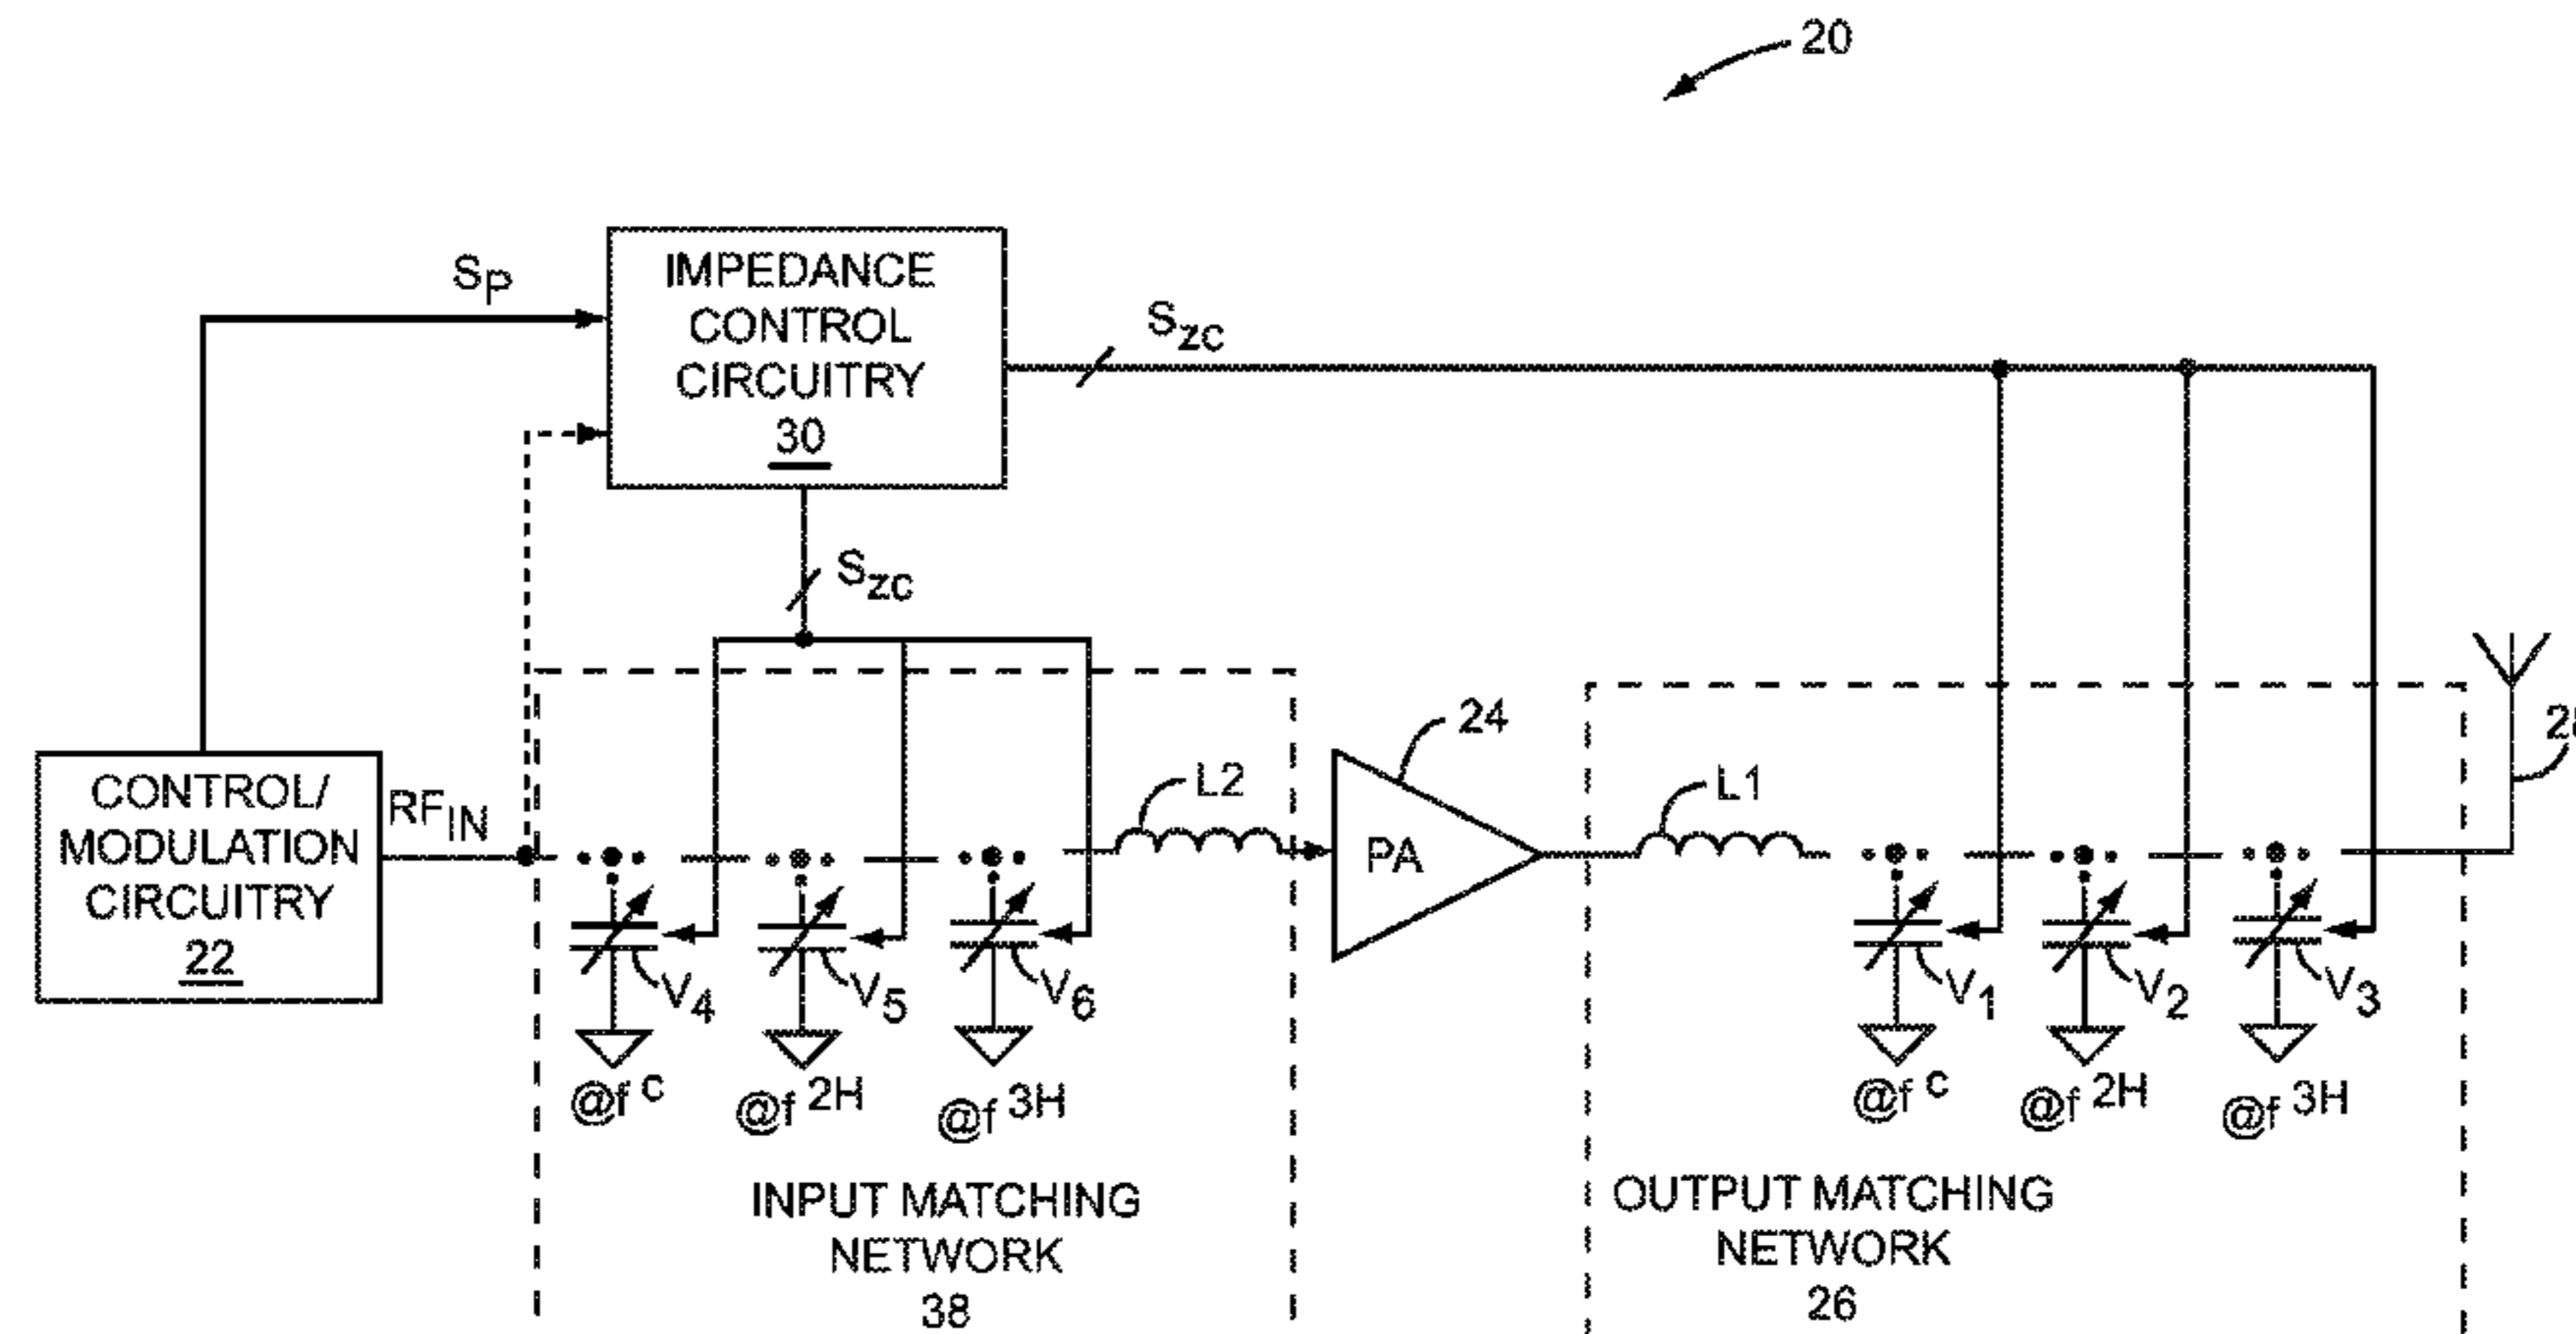 20
IMPEDANCE
CONTROL
CIRCUITRY
30
SP
Szc
Szc
CONTROL/
MODULATION
CIRCUITRY
22
RFIN
L2
24
PA
L1
V4
V5
V6
V1
V2
V3
@f c
@f 2H
@f 3H
@f c
@f 2H
@f 3H
INPUT MATCHING
NETWORK
38
OUTPUT MATCHING
NETWORK
26